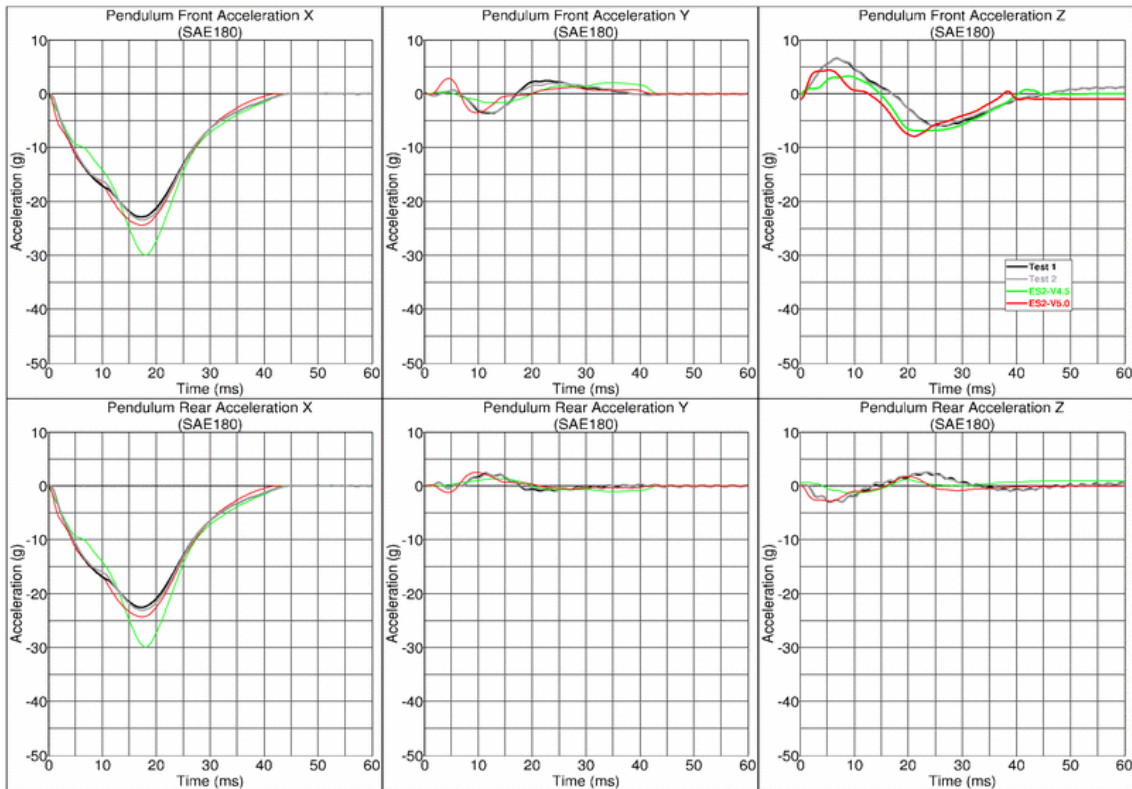 Pendulum Front Acceleration X
(SAE180)
10
0
-10
-20
-30
-40
-50
Acceleration (g)
0 10 20 30 40 50 60
Time (ms)
Pendulum Front Acceleration Y
(SAE180)
10
0
-10
-20
-30
-40
-50
Acceleration (g)
0 10 20 30 40 50 60
Time (ms)
Pendulum Front Acceleration Z
(SAE180)
10
0
-10
-20
-30
-40
-50
Acceleration (g)
Test 1
Test 2
ES2-V4.5
ES2-V5.0
0 10 20 30 40 50 60
Time (ms)
Pendulum Rear Acceleration X
(SAE180)
10
0
-10
-20
-30
-40
-50
Acceleration (g)
0 10 20 30 40 50 60
Time (ms)
Pendulum Rear Acceleration Y
(SAE180)
10
0
-10
-20
-30
-40
-50
Acceleration (g)
0 10 20 30 40 50 60
Time (ms)
Pendulum Rear Acceleration Z
(SAE180)
10
0
-10
-20
-30
-40
-50
Acceleration (g)
0 10 20 30 40 50 60
Time (ms)